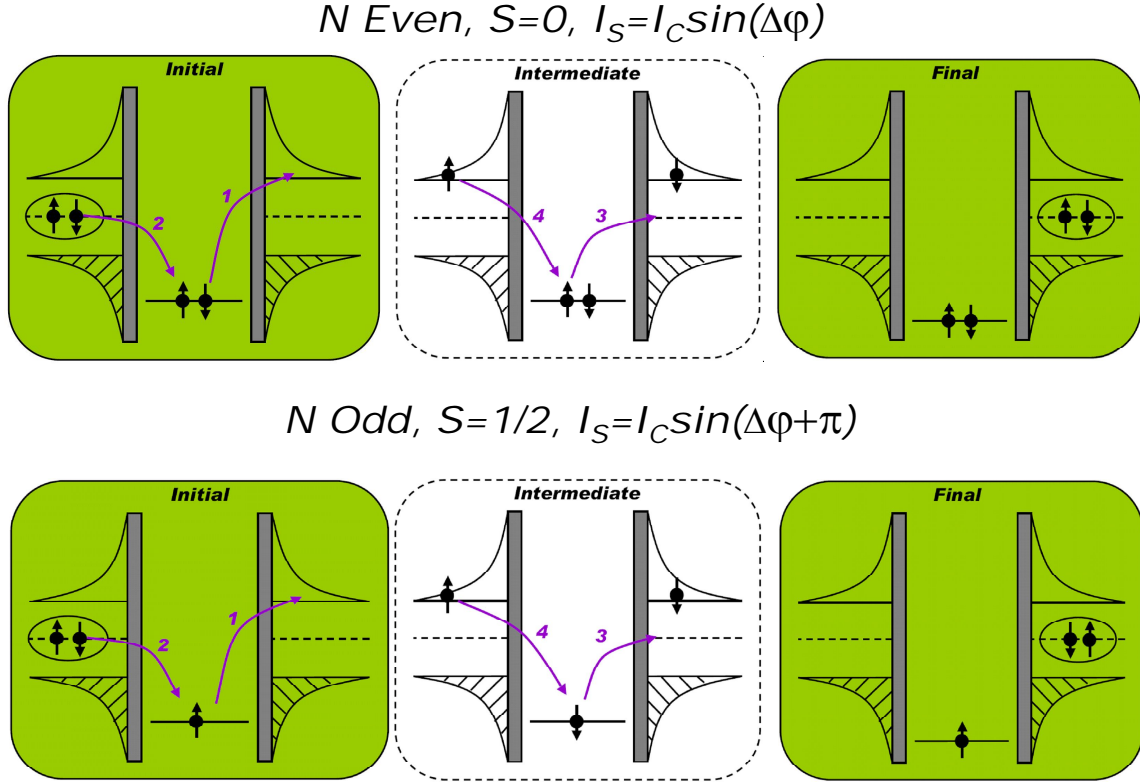 N Even, S=0, I_S=I_C sin(Δφ)
Initial
Intermediate
Final
1
2
4
3
N Odd, S=1/2, I_S=I_C sin(Δφ+π)
Initial
Intermediate
Final
1
2
4
3